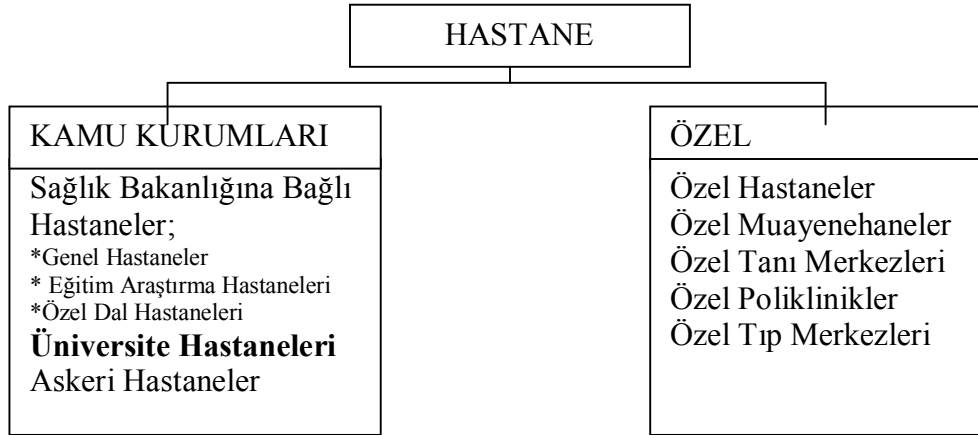 HASTANE
KAMU KURUMLARI
Sağlık Bakanlığına Bağlı
Hastaneler;
*Genel Hastaneler
* Eğitim Araştırma Hastaneleri
*Özel Dal Hastaneleri
Üniversite Hastaneleri
Askeri Hastaneler
ÖZEL
Özel Hastaneler
Özel Muayenehaneler
Özel Tanı Merkezleri
Özel Poliklinikler
Özel Tıp Merkezleri